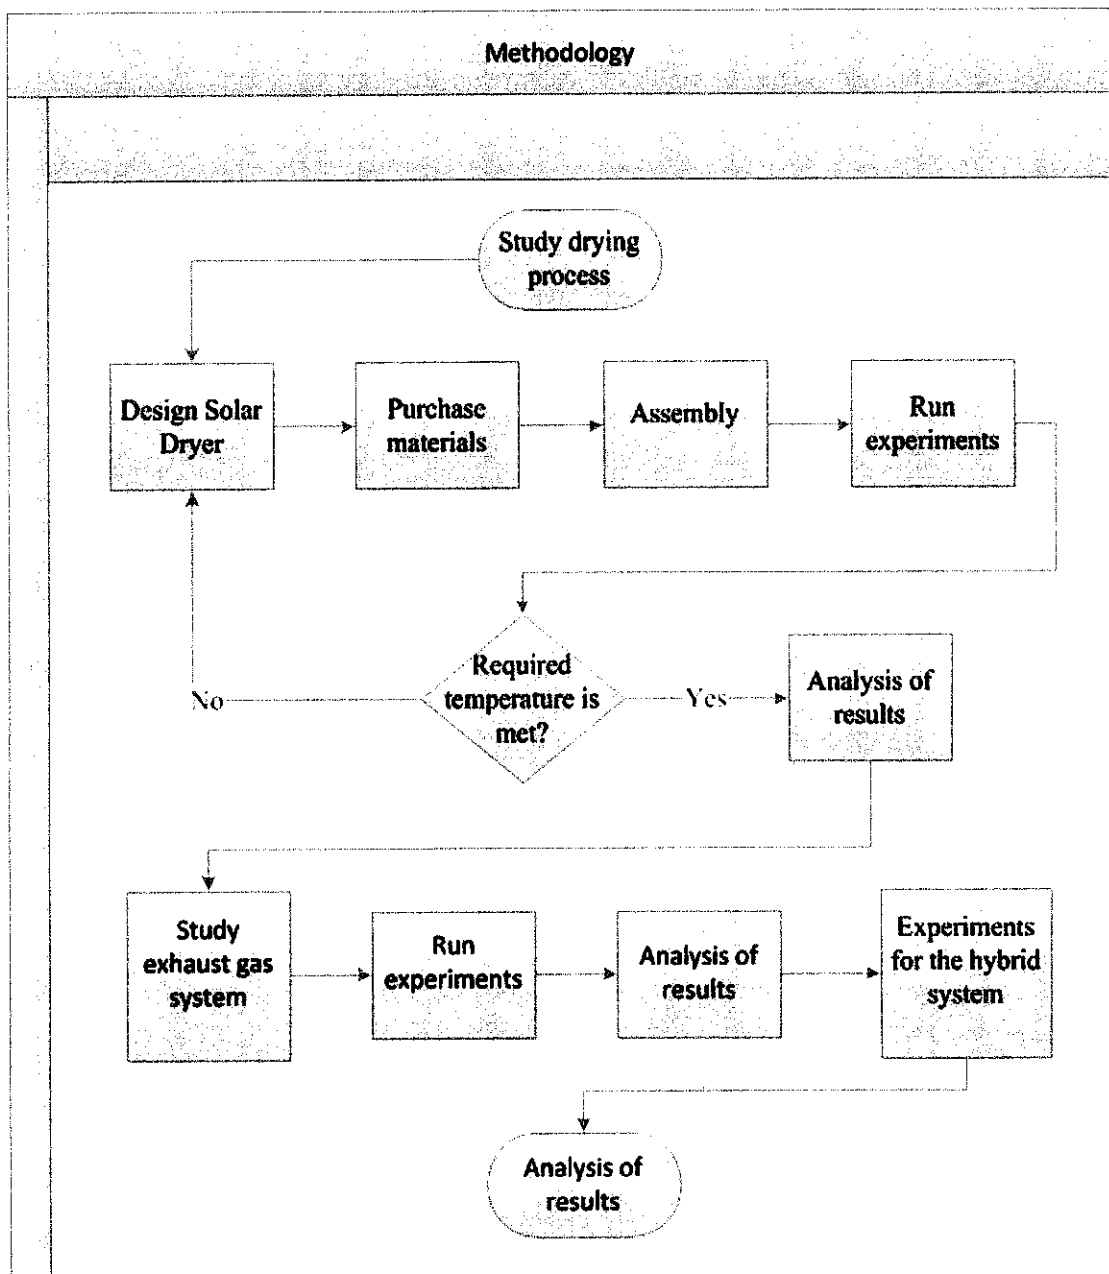 Methodology
Study drying
process
Design Solar
Dryer
Purchase
materials
Assembly
Run
experiments
Required
temperature is
met?
No
Yes
Analysis of
results
Study
exhaust gas
system
Run
experiments
Analysis of
results
Experiments
for the hybrid
system
Analysis of
results